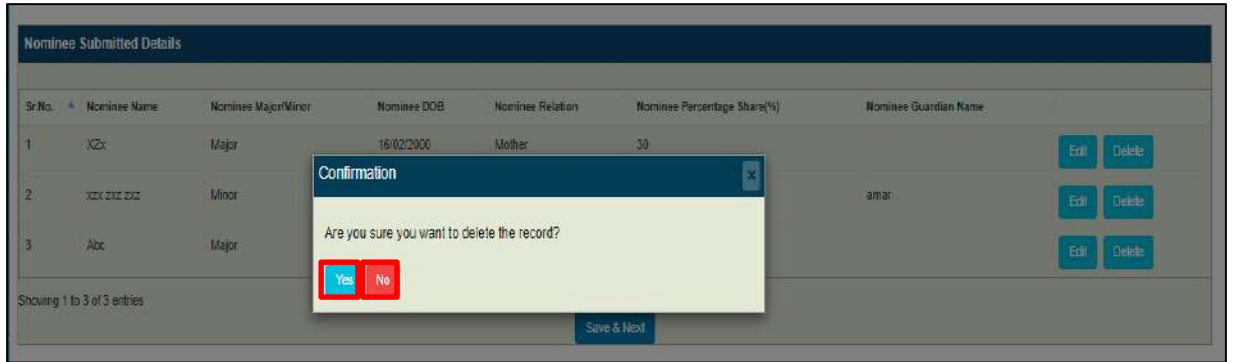 Nominee Submitted Details
Sr.No. Nominee Name Nominee Major/Minor Nominee DOB Nominee Relation Nominee Percentage Share(%) Nominee Guardian Name
1 XZx Major 16/02/2000 Mother 30 Edit Delete
Confirmation x
2 xzx zxz zxz Minor amar Edit Delete
Are you sure you want to delete the record?
3 Abc Major Edit Delete
Yes No
Showing 1 to 3 of 3 entries
Save & Next